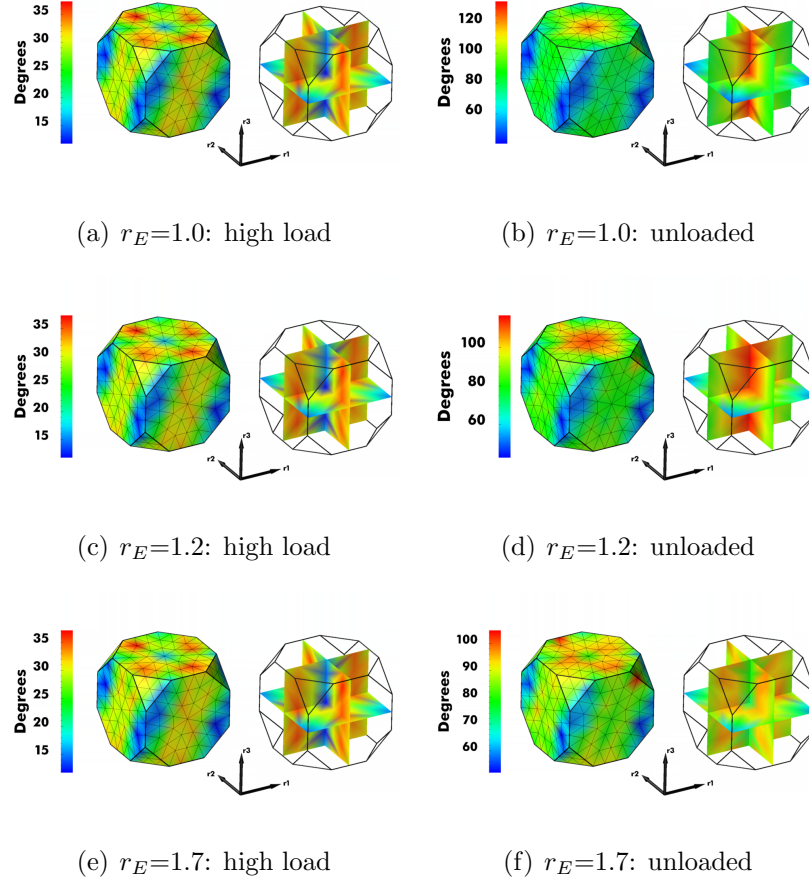 Degrees
35
30
25
20
15
r3
r2
r1
Degrees
120
100
80
60
r3
r2
r1
(a) r_E=1.0: high load
(b) r_E=1.0: unloaded
Degrees
35
30
25
20
15
r3
r2
r1
Degrees
100
80
60
r3
r2
r1
(c) r_E=1.2: high load
(d) r_E=1.2: unloaded
Degrees
35
30
25
20
15
r3
r2
r1
Degrees
100
90
80
70
60
r3
r2
r1
(e) r_E=1.7: high load
(f) r_E=1.7: unloaded